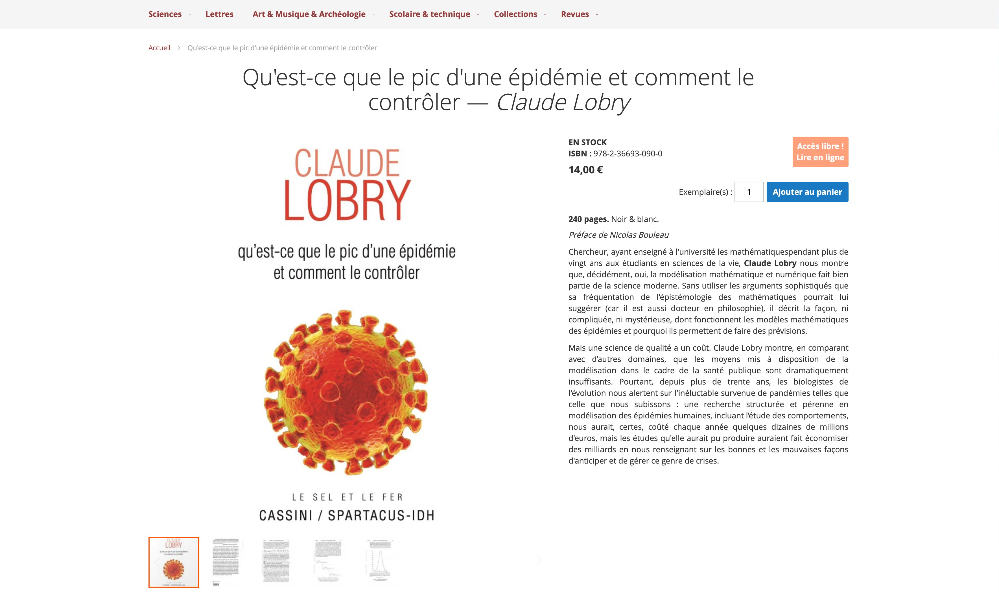 Sciences Lettres Art & Musique & Archéologie Scolaire & technique Collections Revues
Accueil > Qu'est-ce que le pic d'une épidémie et comment le contrôler
Qu'est-ce que le pic d'une épidémie et comment le
contrôler — Claude Lobry
CLAUDE
LOBRY
qu'est-ce que le pic d'une épidémie
et comment le contrôler
LE SEL ET LE FER
CASSINI / SPARTACUS-IDH
CLAUDE
LOBRY
EN STOCK
ISBN : 978-2-36693-090-0
14,00 €
Accès libre !
Lire en ligne
Exemplaire(s) : 1 Ajouter au panier
240 pages. Noir & blanc.
Préface de Nicolas Bouleau
Chercheur, ayant enseigné à l'université les mathématiquespendant plus de
vingt ans aux étudiants en sciences de la vie, Claude Lobry nous montre
que, décidément, oui, la modélisation mathématique et numérique fait bien
partie de la science moderne. Sans utiliser les arguments sophistiqués que
sa fréquentation de l'épistémologie des mathématiques pourrait lui
suggérer (car il est aussi docteur en philosophie), il décrit la façon, ni
compliquée, ni mystérieuse, dont fonctionnent les modèles mathématiques
des épidémies et pourquoi ils permettent de faire des prévisions.
Mais une science de qualité a un coût. Claude Lobry montre, en comparant
avec d’autres domaines, que les moyens mis à disposition de la
modélisation dans le cadre de la santé publique sont dramatiquement
insuffisants. Pourtant, depuis plus de trente ans, les biologistes de
l'évolution nous alertent sur l'inéluctable survenue de pandémies telles que
celle que nous subissons : une recherche structurée et pérenne en
modélisation des épidémies humaines, incluant l’étude des comportements,
nous aurait, certes, coûté chaque année quelques dizaines de millions
d'euros, mais les études qu'elle aurait pu produire auraient fait économiser
des milliards en nous renseignant sur les bonnes et les mauvaises façons
d'anticiper et de gérer ce genre de crises.